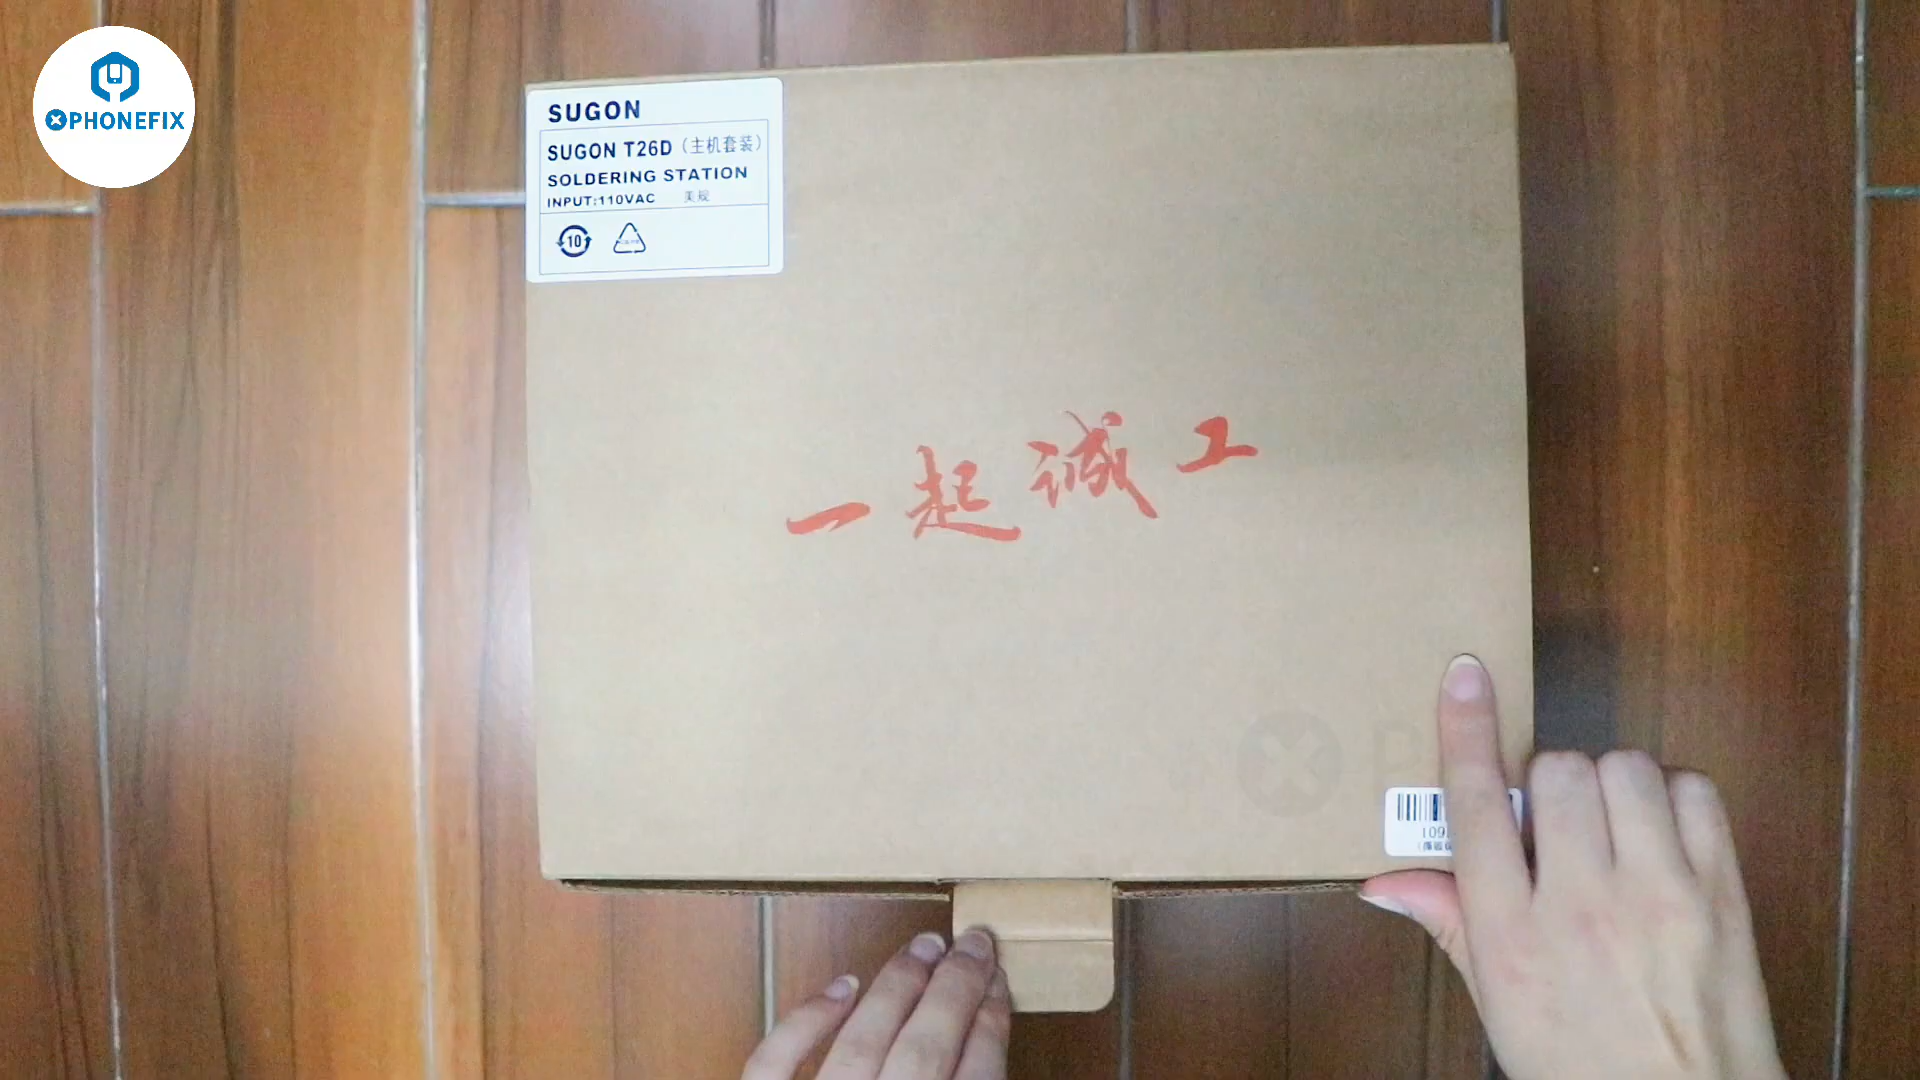 PHONEFIX
SUGON
SUGON T26D（主机套装）
SOLDERING STATION
INPUT:110VAC 美规
10
一起诚工
P
109